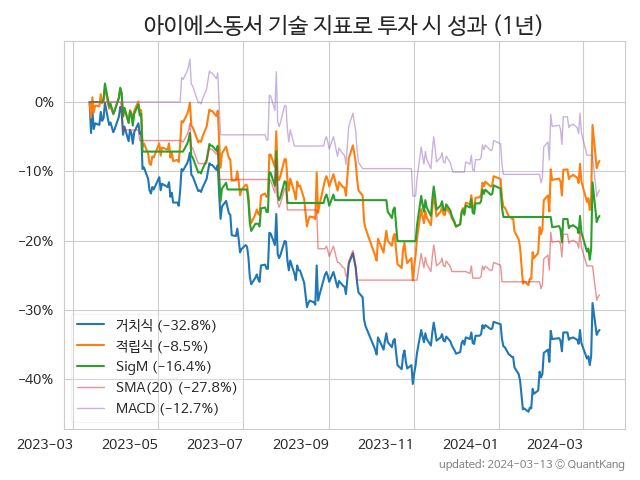 아이에스동서 기술 지표로 투자 시 성과 (1년)
0%
−10%
−20%
−30%
−40%
거치식 (−32.8%)
적립식 (−8.5%)
SigM (−16.4%)
SMA(20) (−27.8%)
MACD (−12.7%)
2023-03
2023-05
2023-07
2023-09
2023-11
2024-01
2024-03
updated: 2024-03-13 © QuantKang